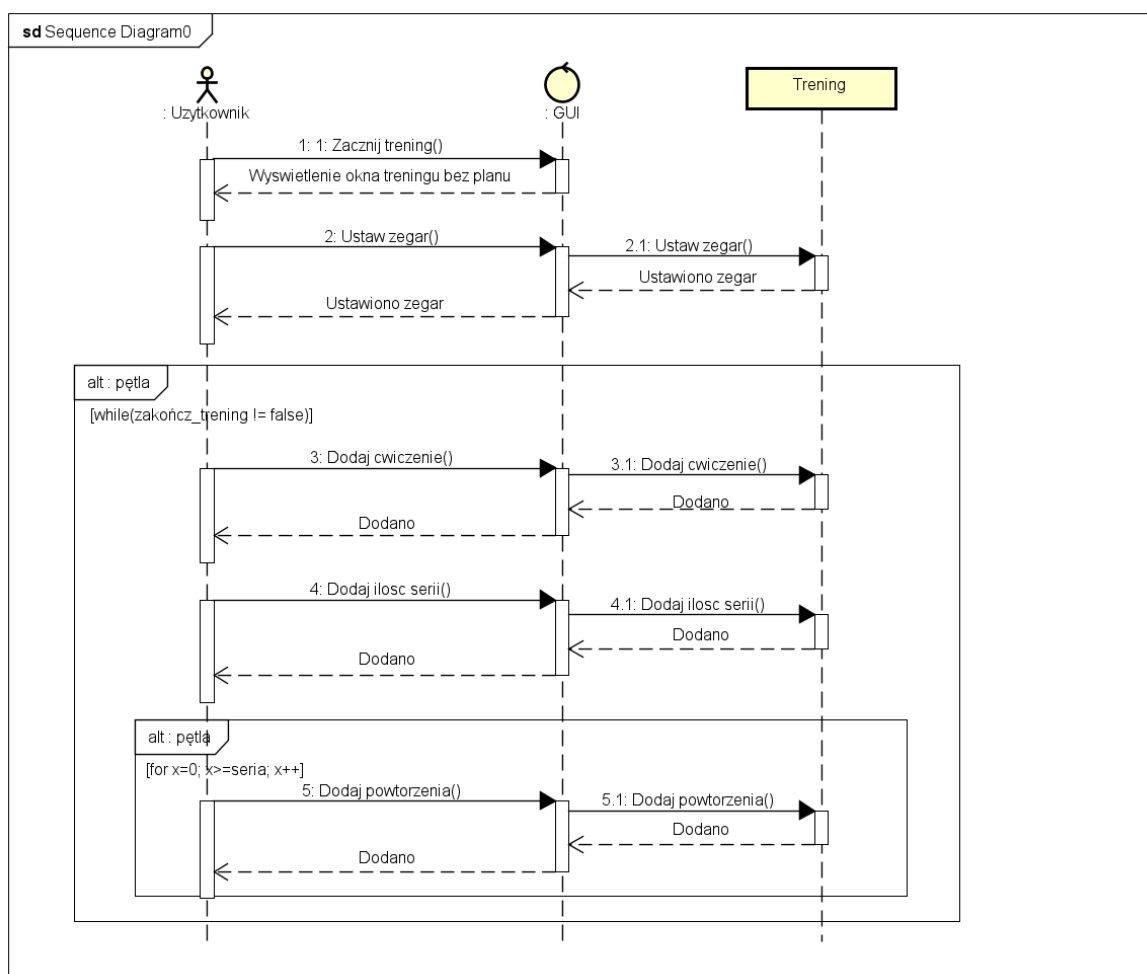 sd Sequence Diagram0
: Uzytkownik
: GUI
Trening
1: 1: Zacznij trening()
Wyswietlenie okna treningu bez planu
2: Ustaw zegar()
2.1: Ustaw zegar()
Ustawiono zegar
Ustawiono zegar
alt : pętla
[while(zakończ_trening != false)]
3: Dodaj cwiczenie()
3.1: Dodaj cwiczenie()
Dodano
Dodano
4: Dodaj ilosc serii()
4.1: Dodaj ilosc serii()
Dodano
Dodano
alt : pętla
[for x=0; x>=seria; x++]
5: Dodaj powtorzenia()
5.1: Dodaj powtorzenia()
Dodano
Dodano